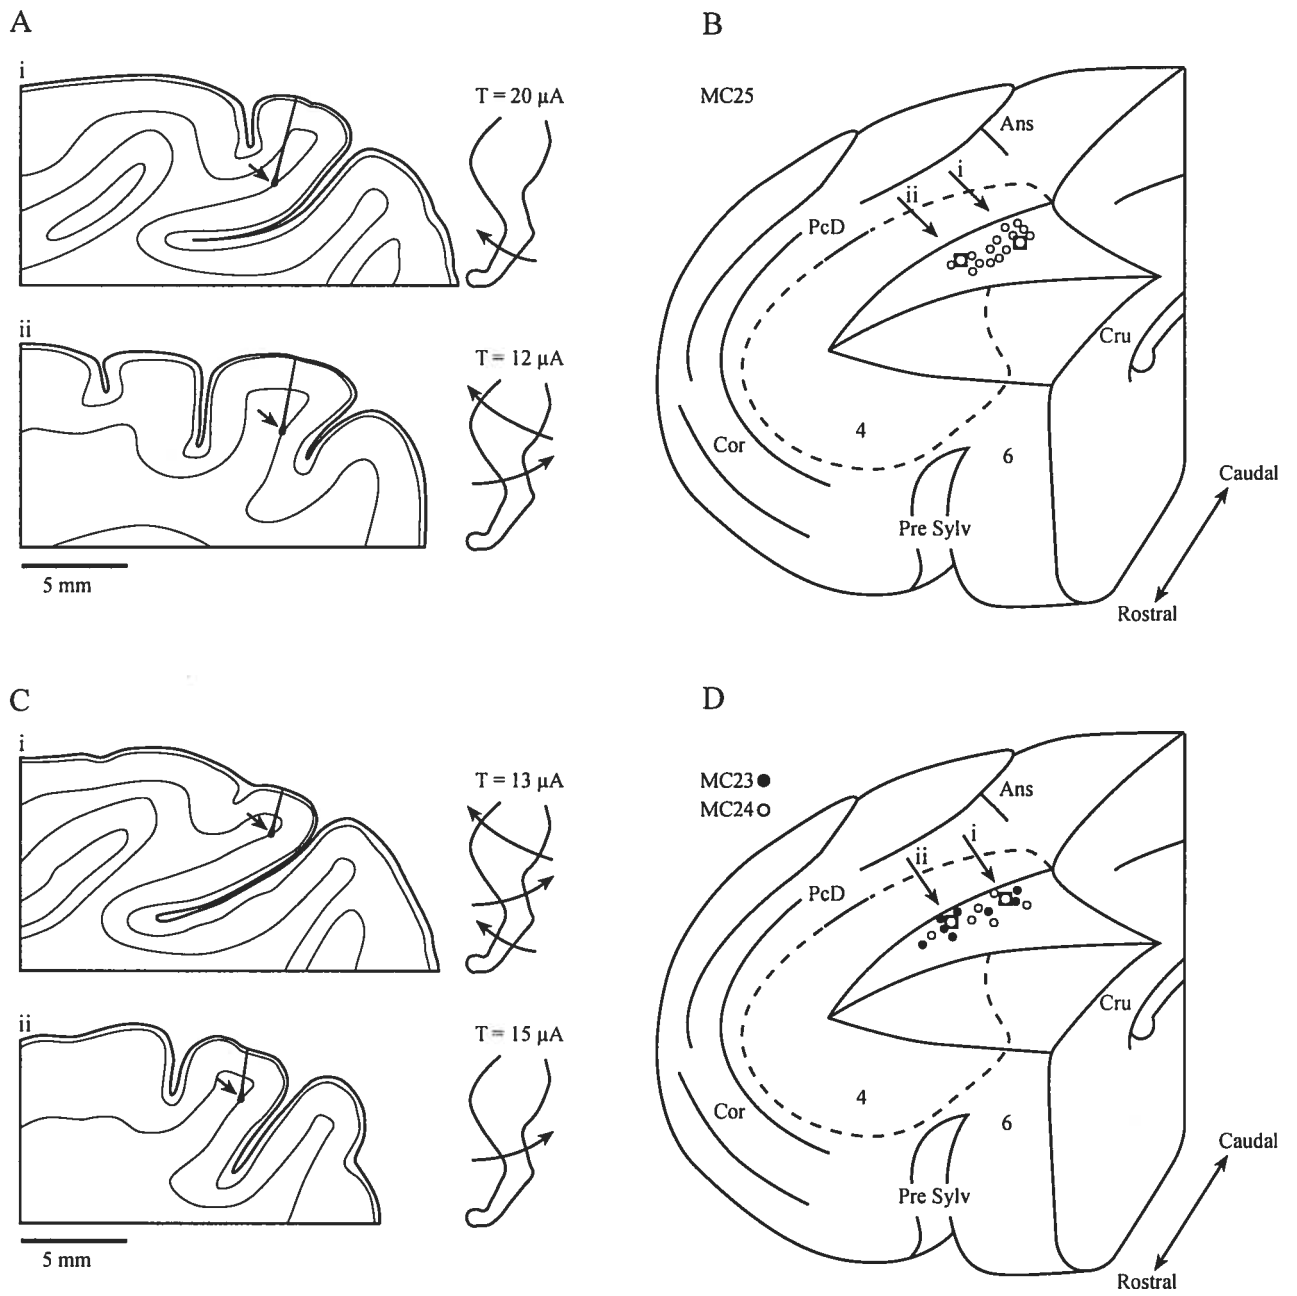 A
i
T = 20 μA
ii
T = 12 μA
5 mm
B
MC25
Ans
i
ii
PcD
Cru
4
6
Cor
Pre Sylv
Caudal
Rostral
C
i
T = 13 μA
ii
T = 15 μA
5 mm
D
MC23
MC24
Ans
i
ii
PcD
Cru
4
6
Cor
Pre Sylv
Caudal
Rostral